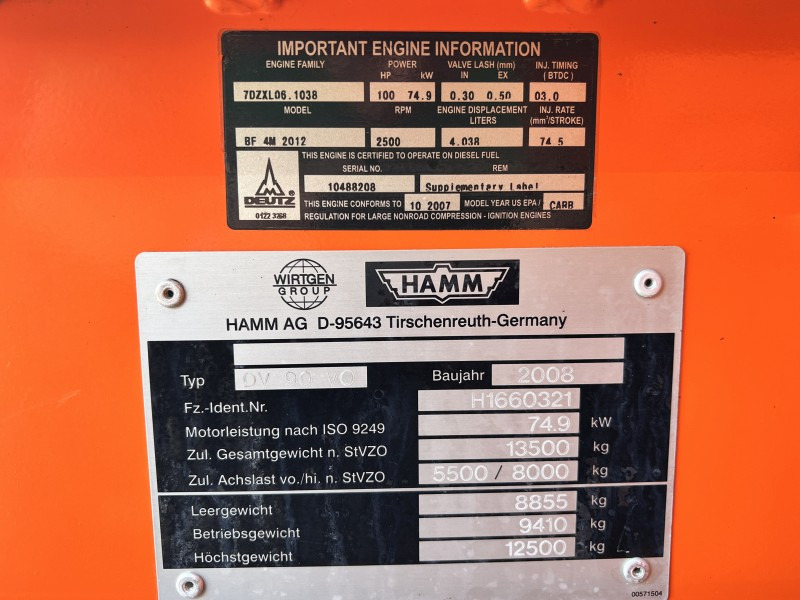 IMPORTANT ENGINE INFORMATION
ENGINE FAMILY POWER VALVE LASH (mm) INJ. TIMING
HP kW IN EX ( BTDC )
7DZXL06.1038 100 74.9 0.30 0.50 03.0
MODEL RPM ENGINE DISPLACEMENT INJ. RATE
LITERS (mm³/STROKE)
BF 4M 2012 2500 4.038 74.5
THIS ENGINE IS CERTIFIED TO OPERATE ON DIESEL FUEL
SERIAL NO. REM
10488208 Supplementary Label
DEUTZ ®
THIS ENGINE CONFORMS TO 10 2007 MODEL YEAR US EPA / CARB
0122 3268 REGULATION FOR LARGE NONROAD COMPRESSION - IGNITION ENGINES
WIRTGEN
GROUP
HAMM
HAMM AG D-95643 Tirschenreuth-Germany
Typ Baujahr 2008
Fz.-Ident.Nr. H1660321
Motorleistung nach ISO 9249 74.9 kW
Zul. Gesamtgewicht n. StVZO 13500 kg
Zul. Achslast vo./hi. n. StVZO 5500 / 8000 kg
Leergewicht 8855 kg
Betriebsgewicht 9410 kg
Höchstgewicht 12500 kg
00571504